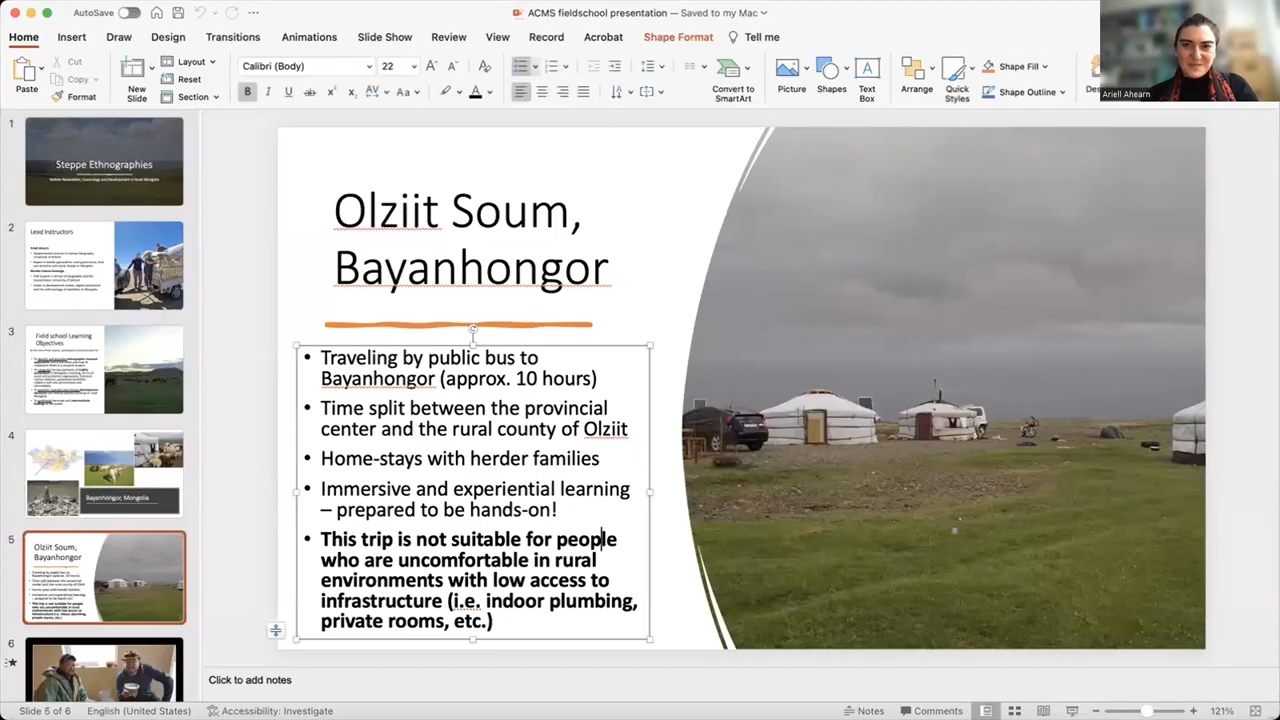 AutoSave
ACMS fieldschool presentation — Saved to my Mac
Home Insert Draw Design Transitions Animations Slide Show Review View Record Acrobat Shape Format Tell me
Paste
Cut
Copy
Format
New Slide
Layout
Reset
Section
Calibri (Body) 22
Convert to SmartArt
Picture
Shapes
Text Box
Arrange
Quick Styles
Shape Fill
Shape Outline
Ariell Ahearn
1
Steppe Ethnographies
2
Lead Instructors
3
Field school Learning
Objectives
4
Bayanhongor, Mongolia
5
Olziit Soum,
Bayanhongor
6
Olziit Soum,
Bayanhongor
• Traveling by public bus to
Bayanhongor (approx. 10 hours)
• Time split between the provincial
center and the rural county of Olziit
• Home-stays with herder families
• Immersive and experiential learning
– prepared to be hands-on!
• This trip is not suitable for people
who are uncomfortable in rural
environments with low access to
infrastructure (i.e. indoor plumbing,
private rooms, etc.)
Click to add notes
Slide 5 of 6 English (United States) Accessibility: Investigate Notes Comments 121%